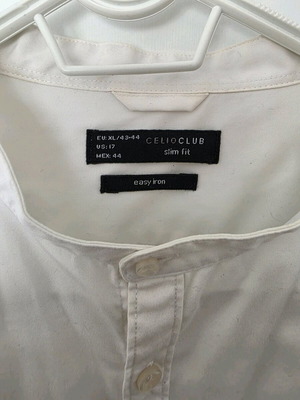 EU: XL/43-44
US: 17
MEX: 44
CELIOCLUB
slim fit
easy iron